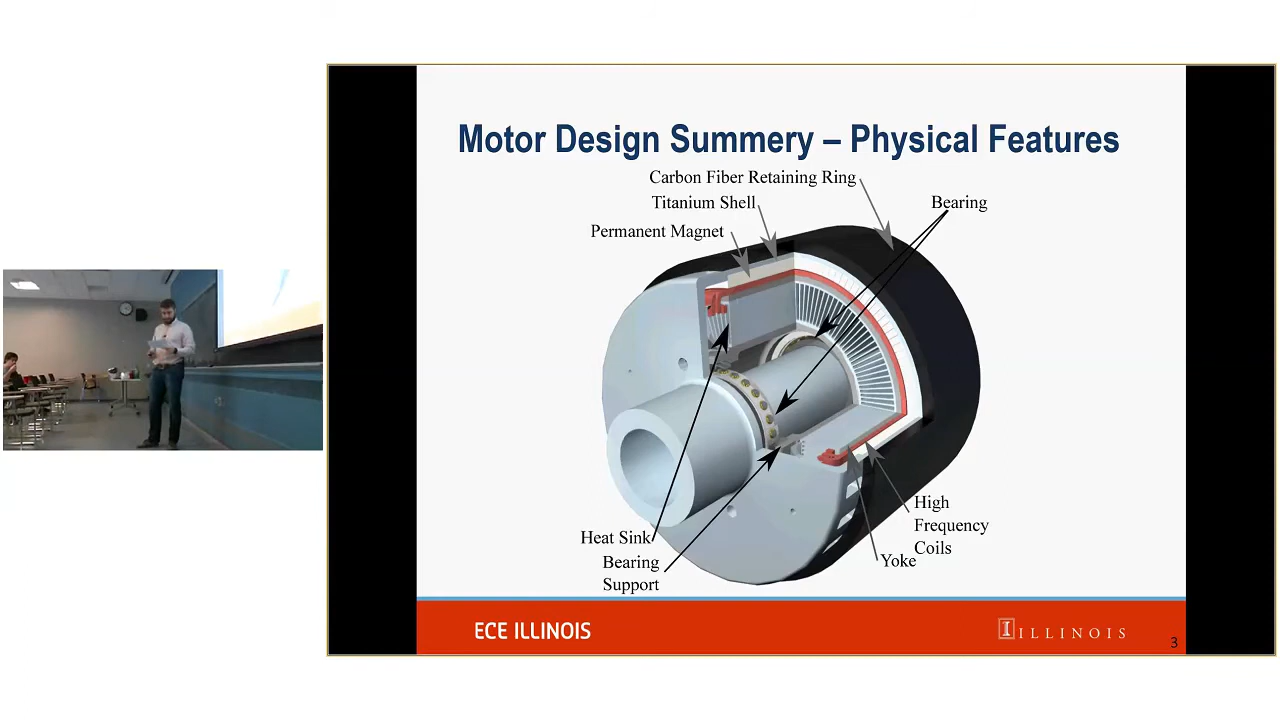 Motor Design Summery – Physical Features
Carbon Fiber Retaining Ring
Titanium Shell
Bearing
Permanent Magnet
High
Frequency
Coils
Heat Sink
Yoke
Bearing
Support
ECE ILLINOIS
I ILLINOIS
3